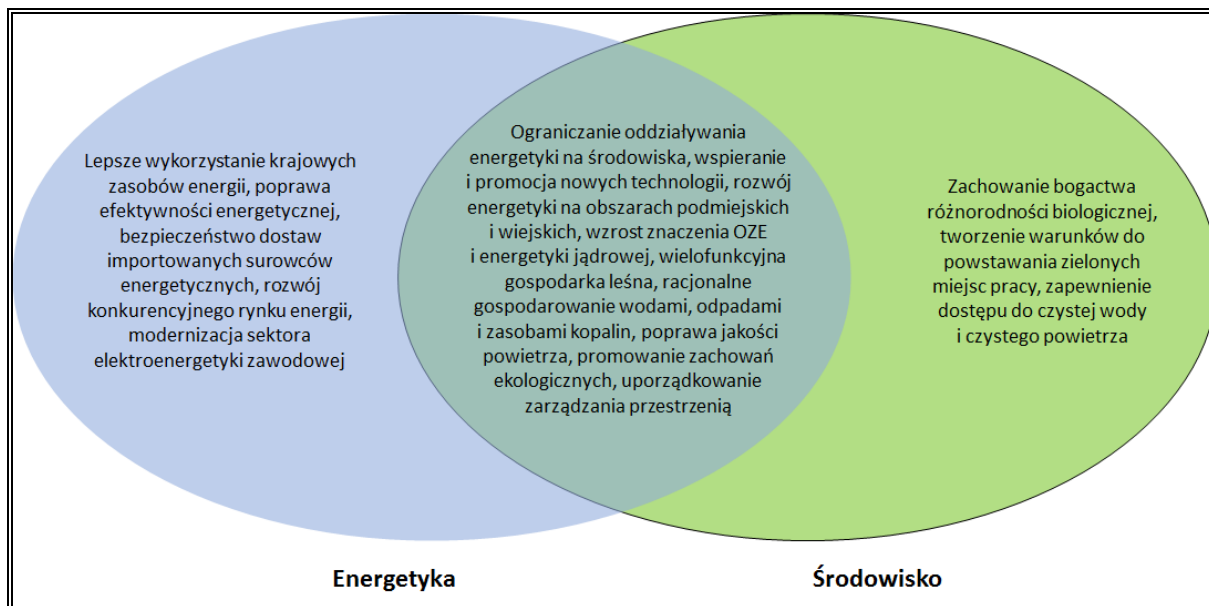 Lepsze wykorzystanie krajowych
zasobów energii, poprawa
efektywności energetycznej,
bezpieczeństwo dostaw
importowanych surowców
energetycznych, rozwój
konkurencyjnego rynku energii,
modernizacja sektora
elektroenergetyki zawodowej
Ograniczanie oddziaływania
energetyki na środowiska, wspieranie
i promocja nowych technologii, rozwój
energetyki na obszarach podmiejskich
i wiejskich, wzrost znaczenia OZE
i energetyki jądrowej, wielofunkcyjna
gospodarka leśna, racjonalne
gospodarowanie wodami, odpadami
i zasobami kopalin, poprawa jakości
powietrza, promowanie zachowań
ekologicznych, uporządkowanie
zarządzania przestrzenią
Zachowanie bogactwa
różnorodności biologicznej,
tworzenie warunków do
powstawania zielonych
miejsc pracy, zapewnienie
dostępu do czystej wody
i czystego powietrza
Energetyka
Środowisko